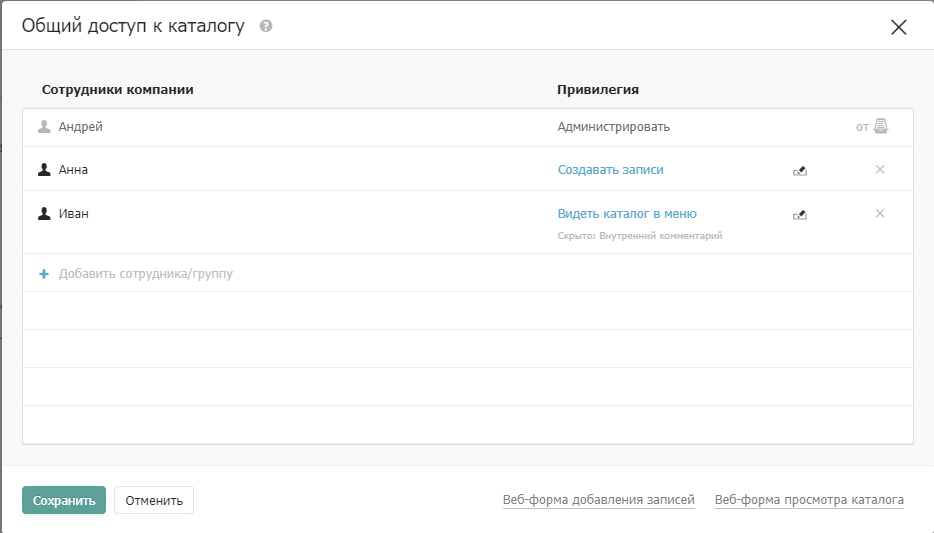 Общий доступ к каталогу ?
Сотрудники компании Привилегия
Андрей Администрировать от
Анна Создавать записи
Иван Видеть каталог в меню
Скрыто: Внутренний комментарий
+ Добавить сотрудника/группу
Сохранить Отменить Веб-форма добавления записей Веб-форма просмотра каталога